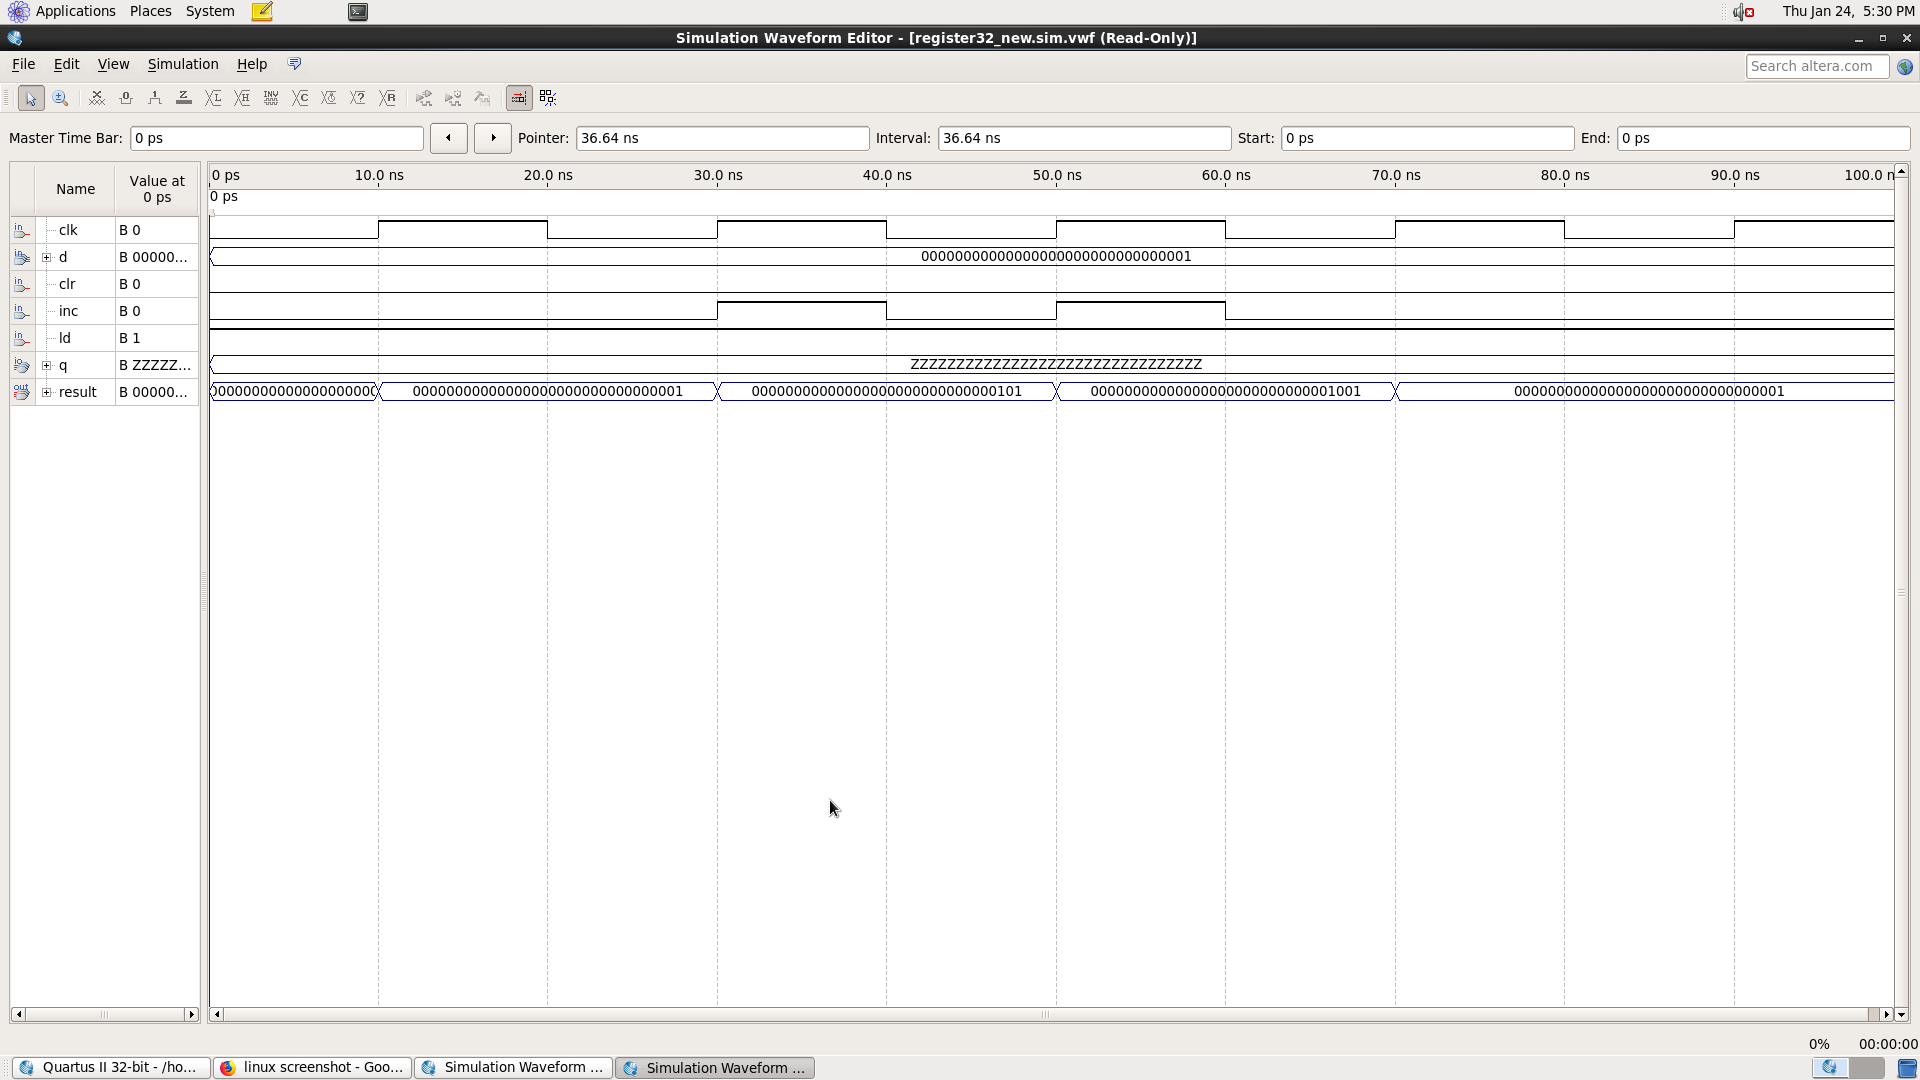 Applications Places System Thu Jan 24, 5:30 PM
Simulation Waveform Editor - [register32_new.sim.vwf (Read-Only)]
File Edit View Simulation Help Search altera.com
Master Time Bar: 0 ps Pointer: 36.64 ns Interval: 36.64 ns Start: 0 ps End: 0 ps
Name Value at 0 ps 0 ps 10.0 ns 20.0 ns 30.0 ns 40.0 ns 50.0 ns 60.0 ns 70.0 ns 80.0 ns 90.0 ns 100.0 n
0 ps
clk B 0
d B 00000... 00000000000000000000000000000001
clr B 0
inc B 0
ld B 1
q B ZZZZZ... ZZZZZZZZZZZZZZZZZZZZZZZZZZZZZZZZ
result B 00000... 00000000000000000000000000000001 00000000000000000000000000000101 00000000000000000000000000001001 00000000000000000000000000000001
0% 00:00:00
Quartus II 32-bit - /ho... linux screenshot - Goo... Simulation Waveform ... Simulation Waveform ...